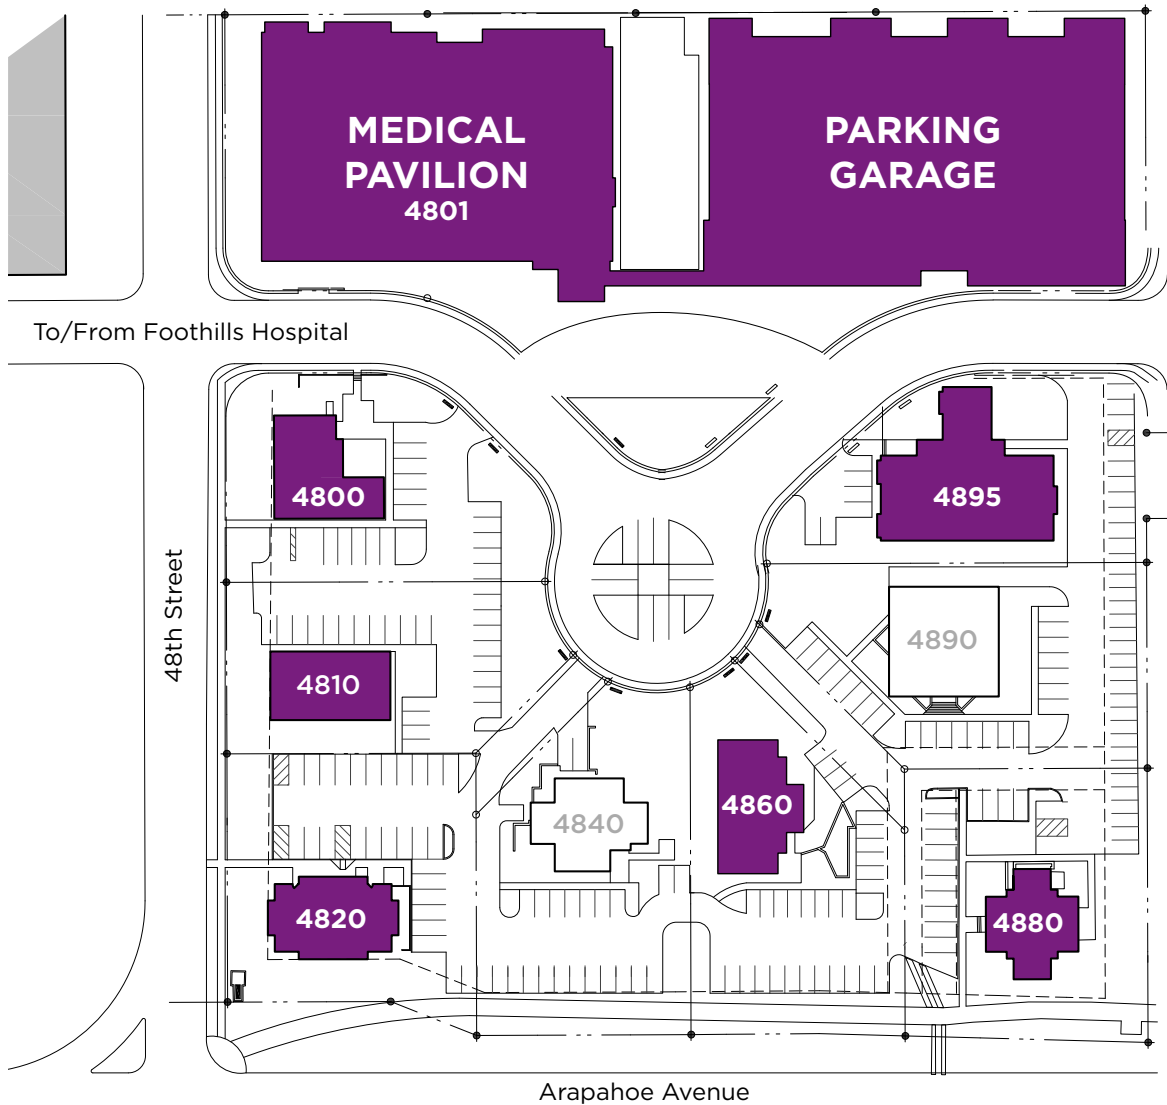 MEDICAL
PAVILION
4801
PARKING
GARAGE
To/From Foothills Hospital
4800
4895
48th Street
4890
4810
4860
4840
4820
4880
Arapahoe Avenue